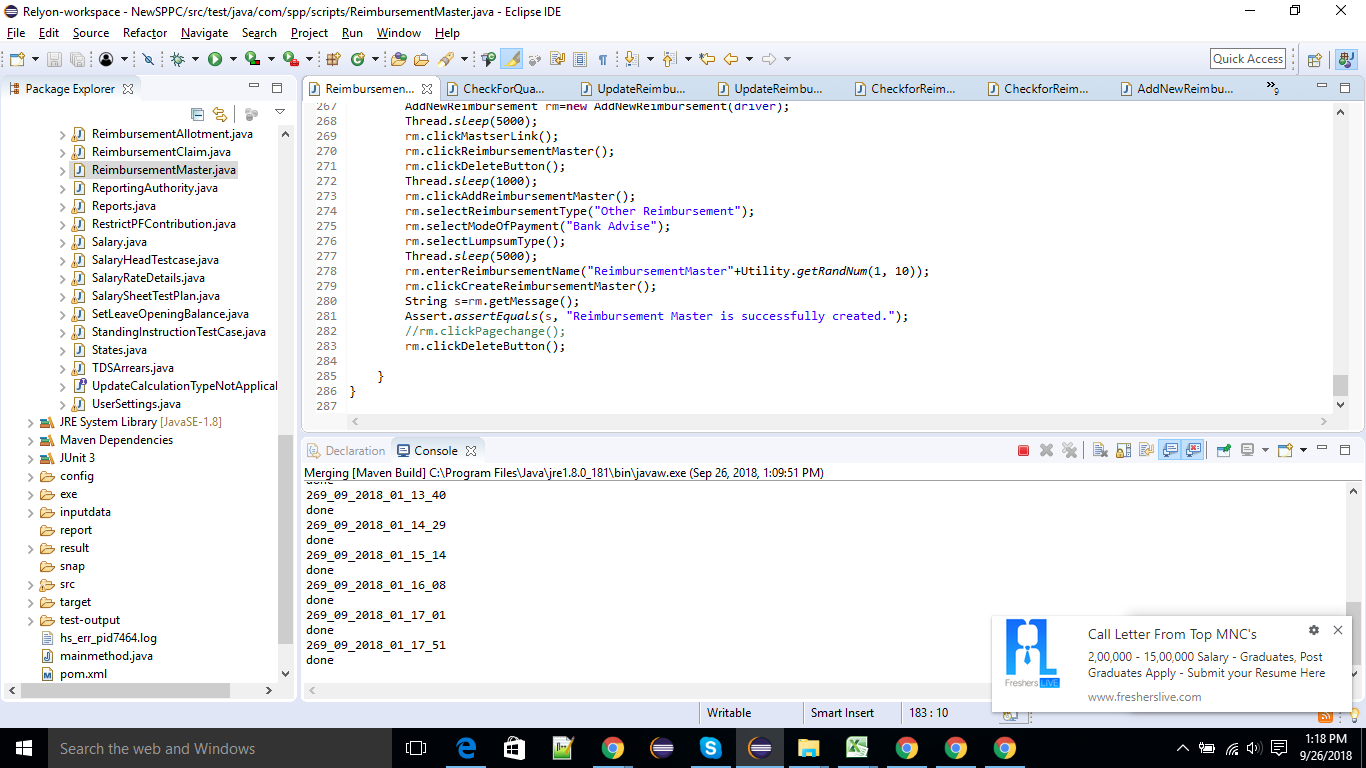 Relyon-workspace - NewSPPC/src/test/java/com/spp/scripts/ReimbursementMaster.java - Eclipse IDE
File Edit Source Refactor Navigate Search Project Run Window Help
Quick Access
Package Explorer
ReimbursementAllotment.java
ReimbursementClaim.java
ReimbursementMaster.java
ReportingAuthority.java
Reports.java
RestrictPFContribution.java
Salary.java
SalaryHeadTestcase.java
SalaryRateDetails.java
SalarySheetTestPlan.java
SetLeaveOpeningBalance.java
StandingInstructionTestCase.java
States.java
TDSArrears.java
UpdateCalculationTypeNotApplical
UserSettings.java
JRE System Library [JavaSE-1.8]
Maven Dependencies
JUnit 3
config
exe
inputdata
report
result
snap
src
target
test-output
hs_err_pid7464.log
mainmethod.java
pom.xml
Reimbursemen... CheckForQua... UpdateReimbu... UpdateReimbu... CheckforReim... CheckforReim... AddNewReimbu... »9
267 AddNewReimbursement rm=new AddNewReimbursement(driver);
268 Thread.sleep(5000);
269 rm.clickMastserLink();
270 rm.clickReimbursementMaster();
271 rm.clickDeleteButton();
272 Thread.sleep(1000);
273 rm.clickAddReimbursementMaster();
274 rm.selectReimbursementType("Other Reimbursement");
275 rm.selectModeOfPayment("Bank Advise");
276 rm.selectLumpsumType();
277 Thread.sleep(5000);
278 rm.enterReimbursementName("ReimbursementMaster"+Utility.getRandNum(1, 10));
279 rm.clickCreateReimbursementMaster();
280 String s=rm.getMessage();
281 Assert.assertEquals(s, "Reimbursement Master is successfully created.");
282 //rm.clickPagechange();
283 rm.clickDeleteButton();
284
285 }
286 }
287
Declaration Console
Merging [Maven Build] C:\Program Files\Java\jre1.8.0_181\bin\javaw.exe (Sep 26, 2018, 1:09:51 PM)
done
269_09_2018_01_13_40
done
269_09_2018_01_14_29
done
269_09_2018_01_15_14
done
269_09_2018_01_16_08
done
269_09_2018_01_17_01
done
269_09_2018_01_17_51
done
Call Letter From Top MNC's
2,00,000 - 15,00,000 Salary - Graduates, Post
Graduates Apply - Submit your Resume Here
www.fresherslive.com
Freshers LIVE
Writable Smart Insert 183 : 10
Search the web and Windows
1:18 PM
9/26/2018